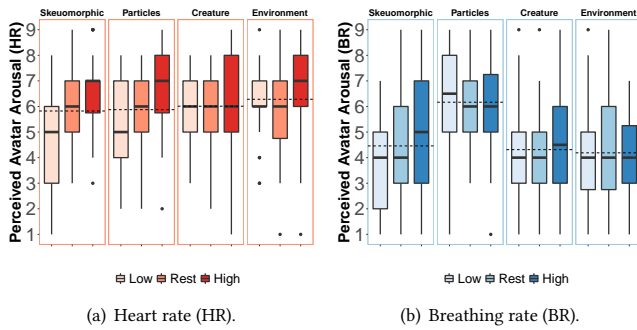 Skeuomorphic Particles Creature Environment
Perceived Avatar Arousal (HR)
9
8
7
6
5
4
3
2
1
Low Rest High
(a) Heart rate (HR).
Skeuomorphic Particles Creature Environment
Perceived Avatar Arousal (BR)
9
8
7
6
5
4
3
2
1
Low Rest High
(b) Breathing rate (BR).